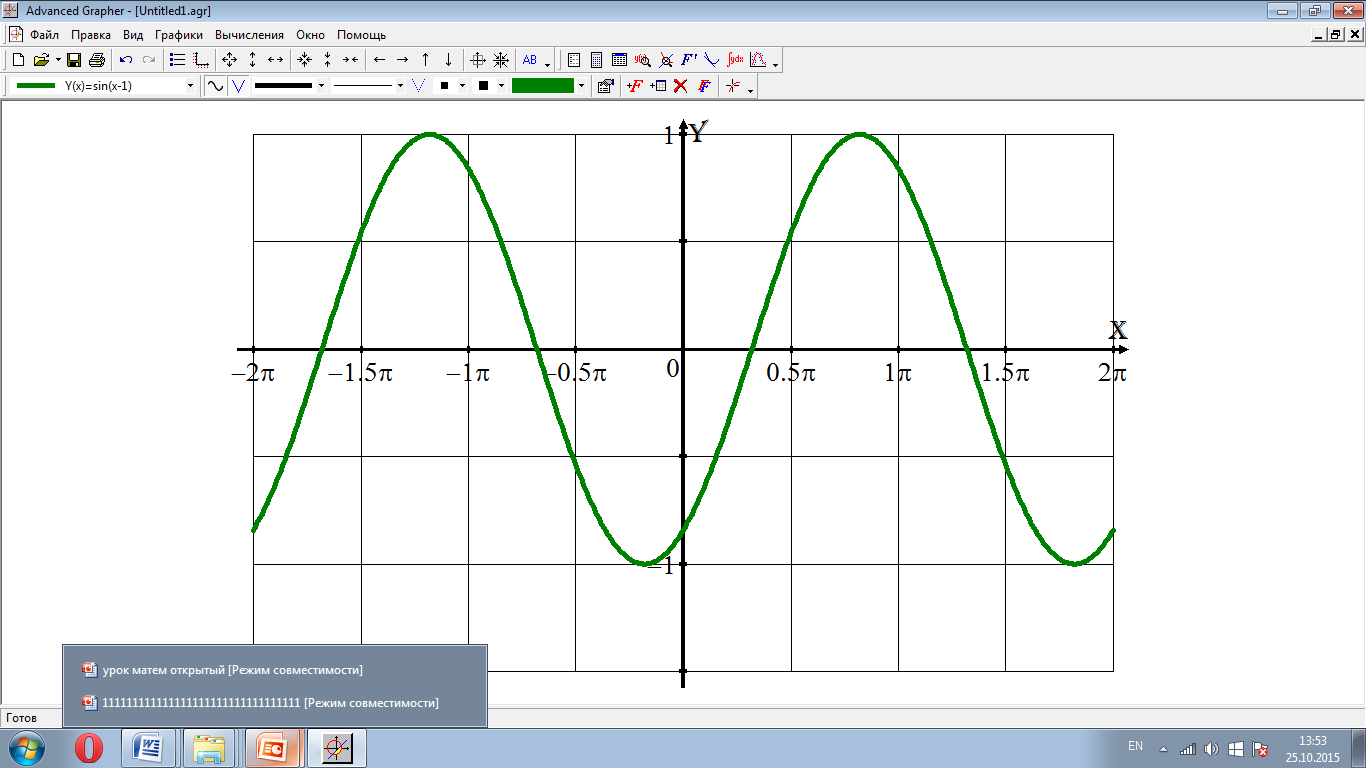 Advanced Grapher - [Untitled1.agr]
Файл Правка Вид Графики Вычисления Окно Помощь
AB
Y(x)=sin(x-1)
1 Y
X
–2π –1.5π –1π –0.5π 0 0.5π 1π 1.5π 2π
–1
урок матем открытый [Режим совместимости]
111111111111111111111111111111111 [Режим совместимости]
Готов
EN 13:53
25.10.2015